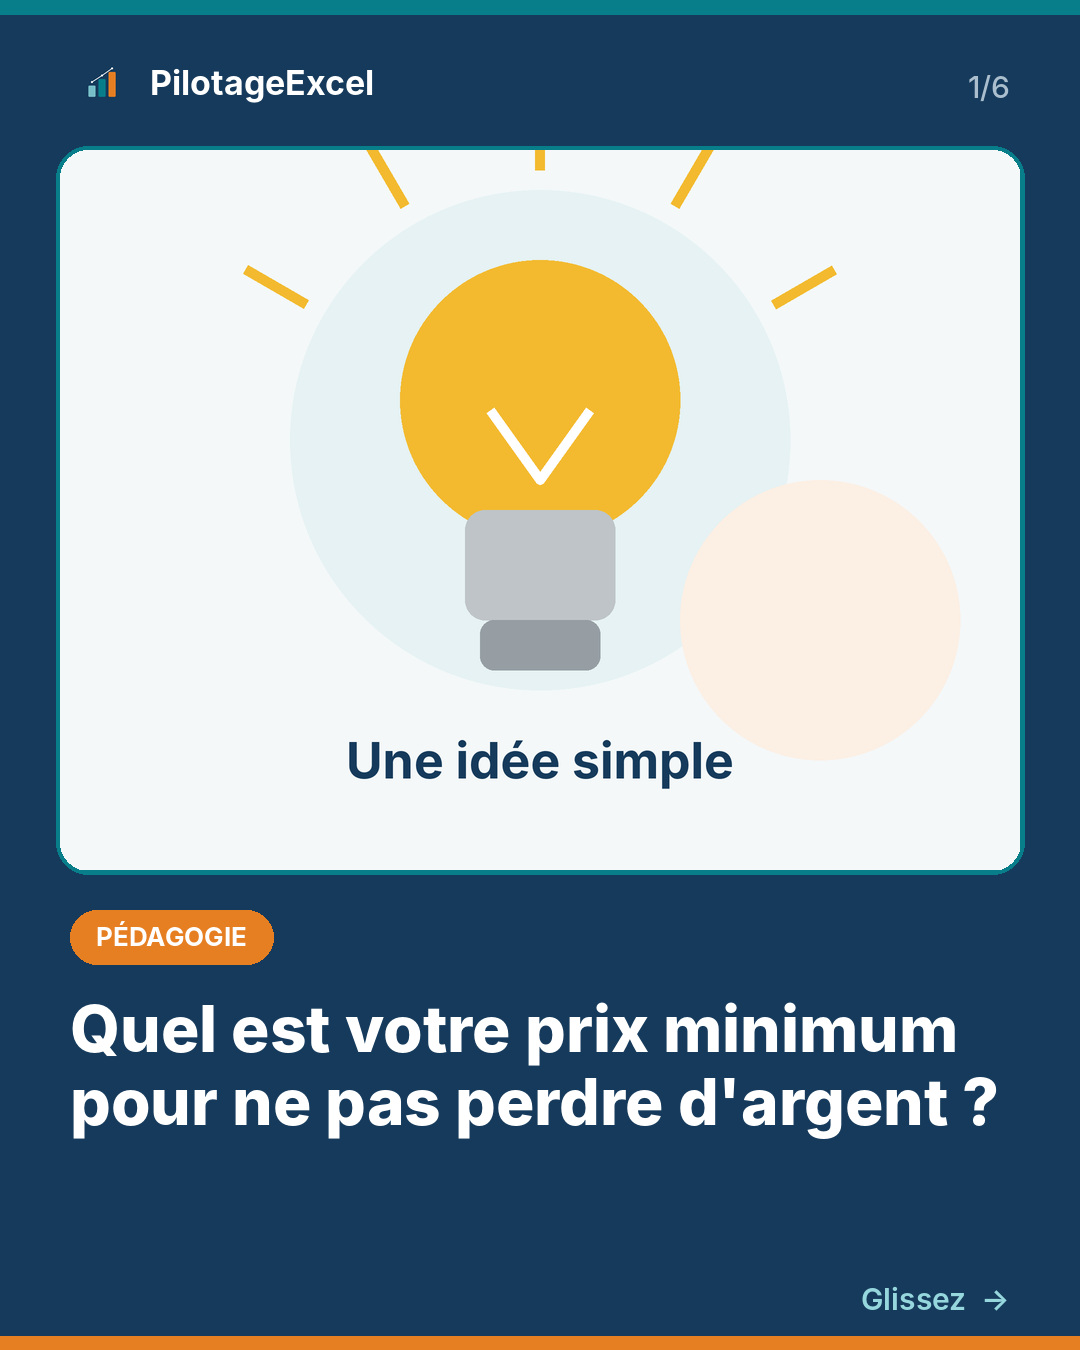 PilotageExcel
1/6
Une idée simple
PÉDAGOGIE
Quel est votre prix minimum
pour ne pas perdre d'argent ?
Glissez →